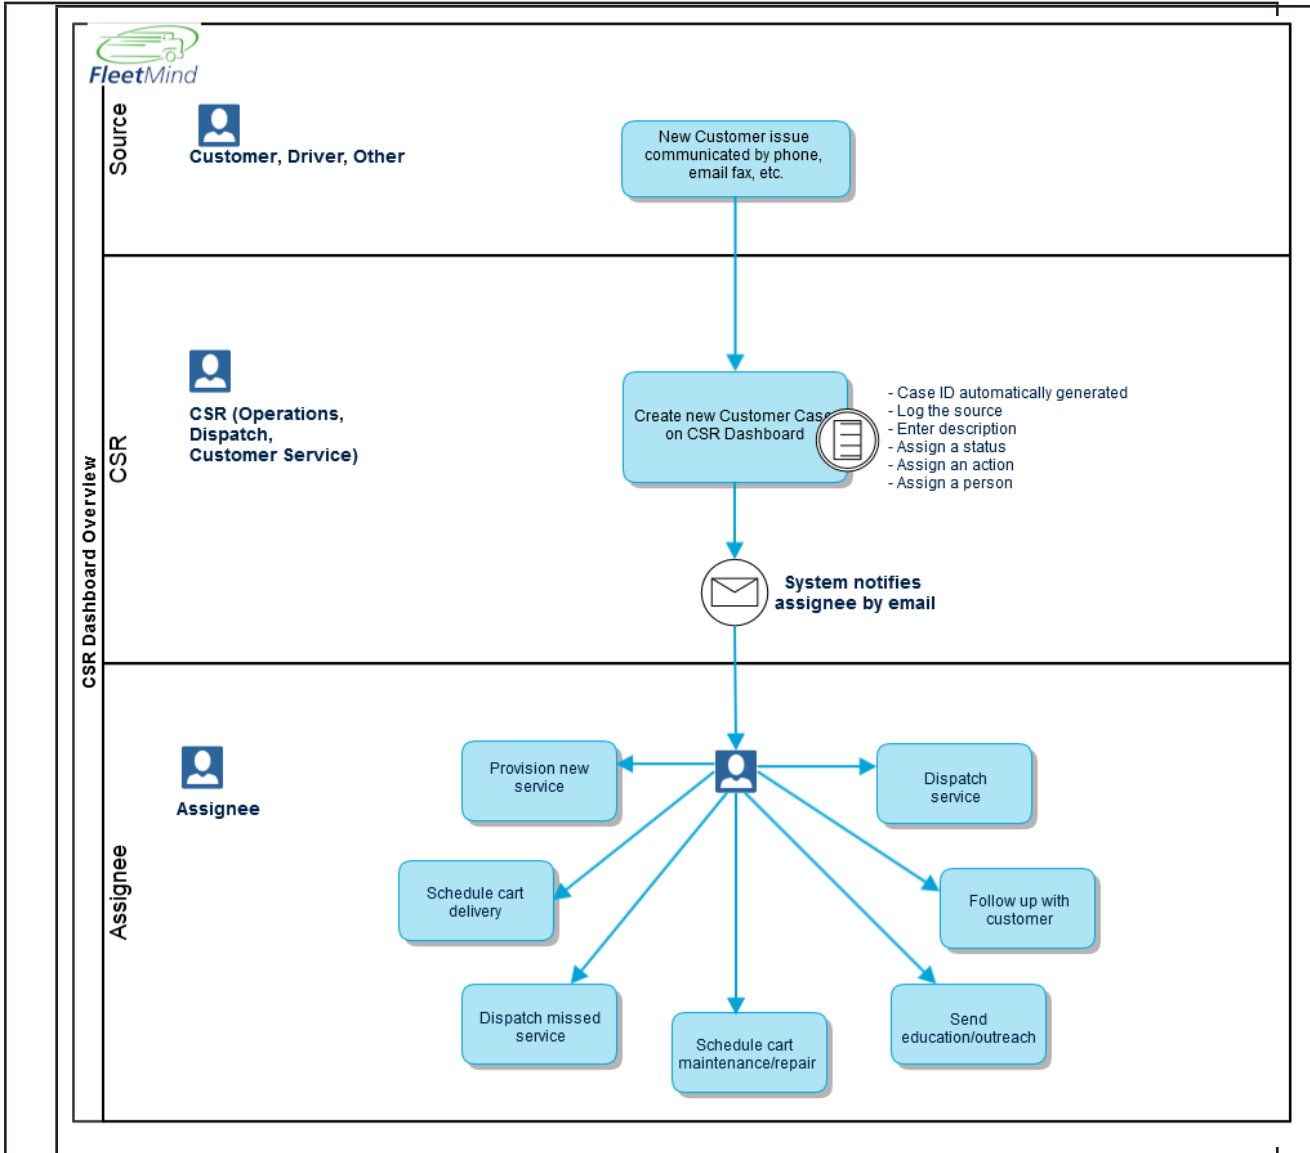 FleetMind
CSR Dashboard Overview
Source
Customer, Driver, Other
New Customer issue
communicated by phone,
email fax, etc.
CSR
CSR (Operations,
Dispatch,
Customer Service)
Create new Customer Case
on CSR Dashboard
- Case ID automatically generated
- Log the source
- Enter description
- Assign a status
- Assign an action
- Assign a person
System notifies
assignee by email
Assignee
Assignee
Provision new
service
Dispatch
service
Schedule cart
delivery
Follow up with
customer
Dispatch missed
service
Schedule cart
maintenance/repair
Send
education/outreach